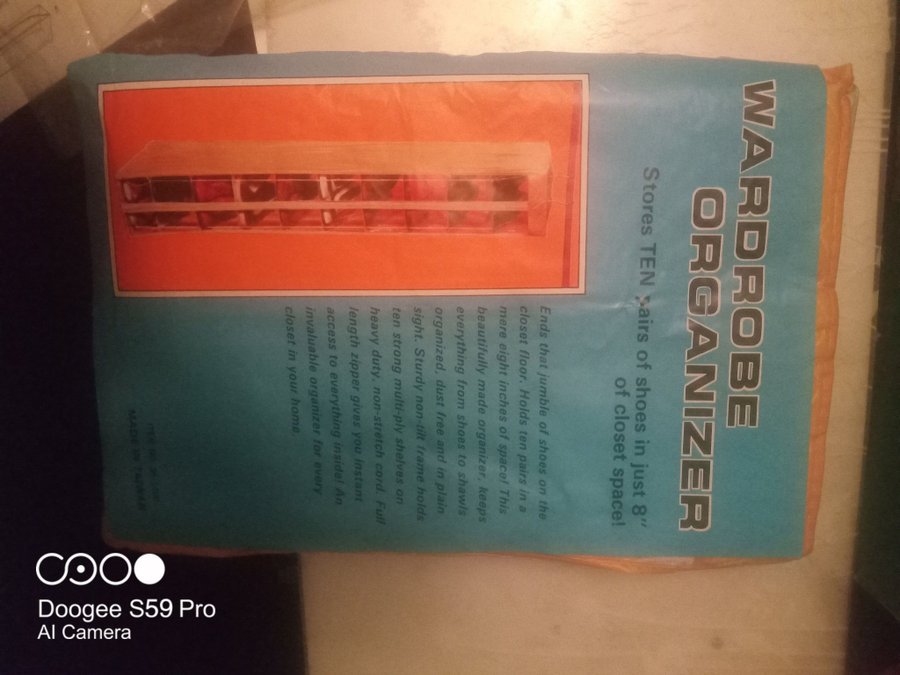 WARDROBE
ORGANIZER
Stores TEN pairs of shoes in just 8"
of closet space!
Ends that jumble of shoes on the
closet floor. Holds ten pairs in a
mere eight inches of space! This
beautifully made organizer, keeps
everything from shoes to shawls
organized, dust free and in plain
sight. Sturdy non-tilt frame holds
ten strong multi-ply shelves on
heavy duty, non-stretch cord. Full
length zipper gives you instant
access to everything inside! An
invaluable organizer for every
closet in your home.
MADE IN
Doogee S59 Pro
AI Camera